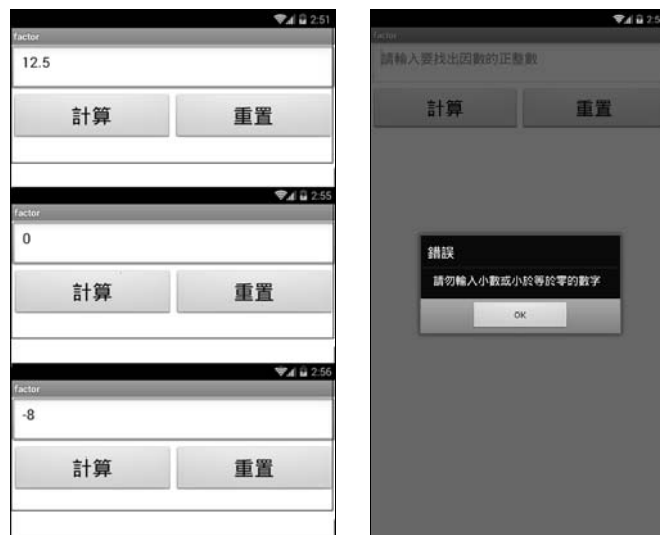 2:51
factor
12.5
計算 重置
2:55
factor
0
計算 重置
2:56
factor
-8
計算 重置
factor
請輸入要找出因數的正整數
計算 重置
錯誤
請勿輸入小數或小於等於零的數字
OK